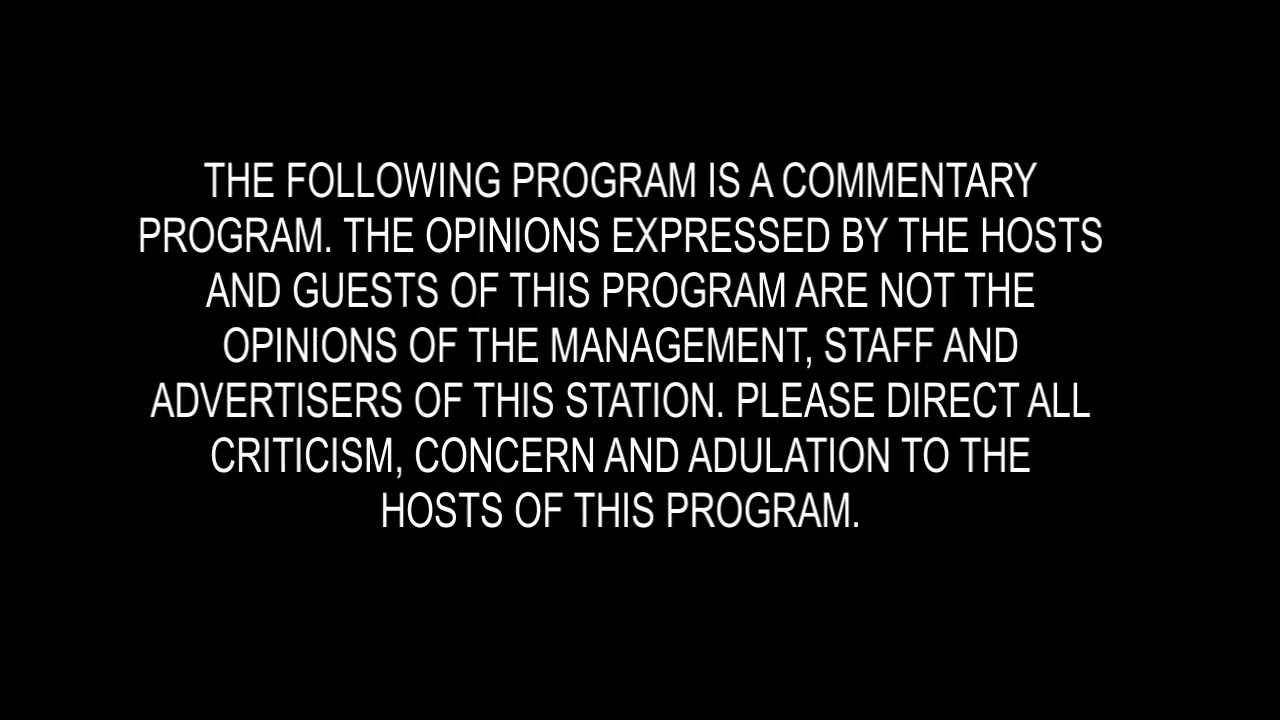 THE FOLLOWING PROGRAM IS A COMMENTARY
PROGRAM. THE OPINIONS EXPRESSED BY THE HOSTS
AND GUESTS OF THIS PROGRAM ARE NOT THE
OPINIONS OF THE MANAGEMENT, STAFF AND
ADVERTISERS OF THIS STATION. PLEASE DIRECT ALL
CRITICISM, CONCERN AND ADULATION TO THE
HOSTS OF THIS PROGRAM.